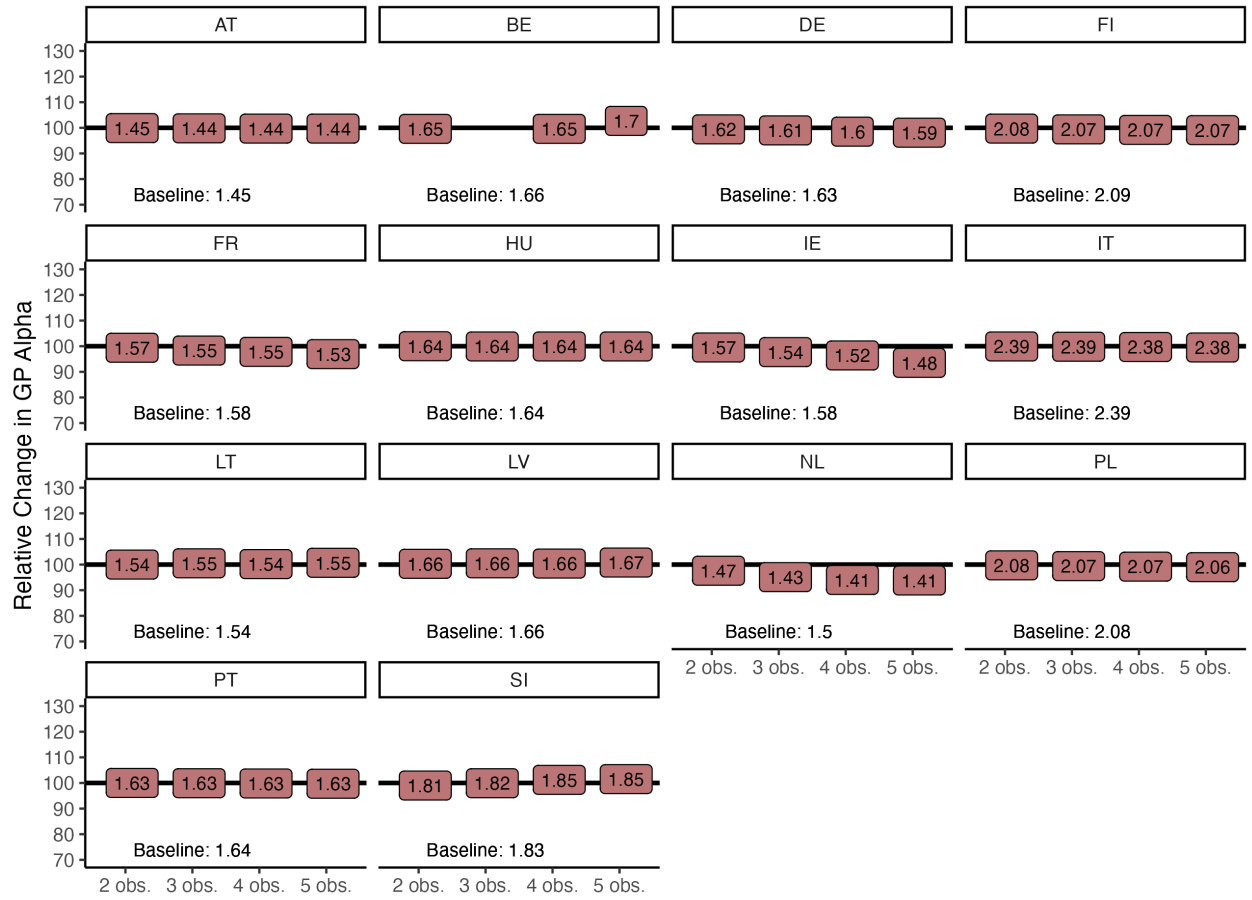 Relative Change in GP Alpha
AT BE DE FI
130
120
110
100
90
80
70
1.45 1.44 1.44 1.44
1.65 1.65 1.7
1.62 1.61 1.6 1.59
2.08 2.07 2.07 2.07
Baseline: 1.45 Baseline: 1.66 Baseline: 1.63 Baseline: 2.09
FR HU IE IT
130
120
110
100
90
80
70
1.57 1.55 1.55 1.53
1.64 1.64 1.64 1.64
1.57 1.54 1.52 1.48
2.39 2.39 2.38 2.38
Baseline: 1.58 Baseline: 1.64 Baseline: 1.58 Baseline: 2.39
LT LV NL PL
130
120
110
100
90
80
70
1.54 1.55 1.54 1.55
1.66 1.66 1.66 1.67
1.47 1.43 1.41 1.41
2.08 2.07 2.07 2.06
Baseline: 1.54 Baseline: 1.66 Baseline: 1.5 Baseline: 2.08
2 obs. 3 obs. 4 obs. 5 obs. 2 obs. 3 obs. 4 obs. 5 obs.
PT SI
130
120
110
100
90
80
70
1.63 1.63 1.63 1.63
1.81 1.82 1.85 1.85
Baseline: 1.64 Baseline: 1.83
2 obs. 3 obs. 4 obs. 5 obs. 2 obs. 3 obs. 4 obs. 5 obs.